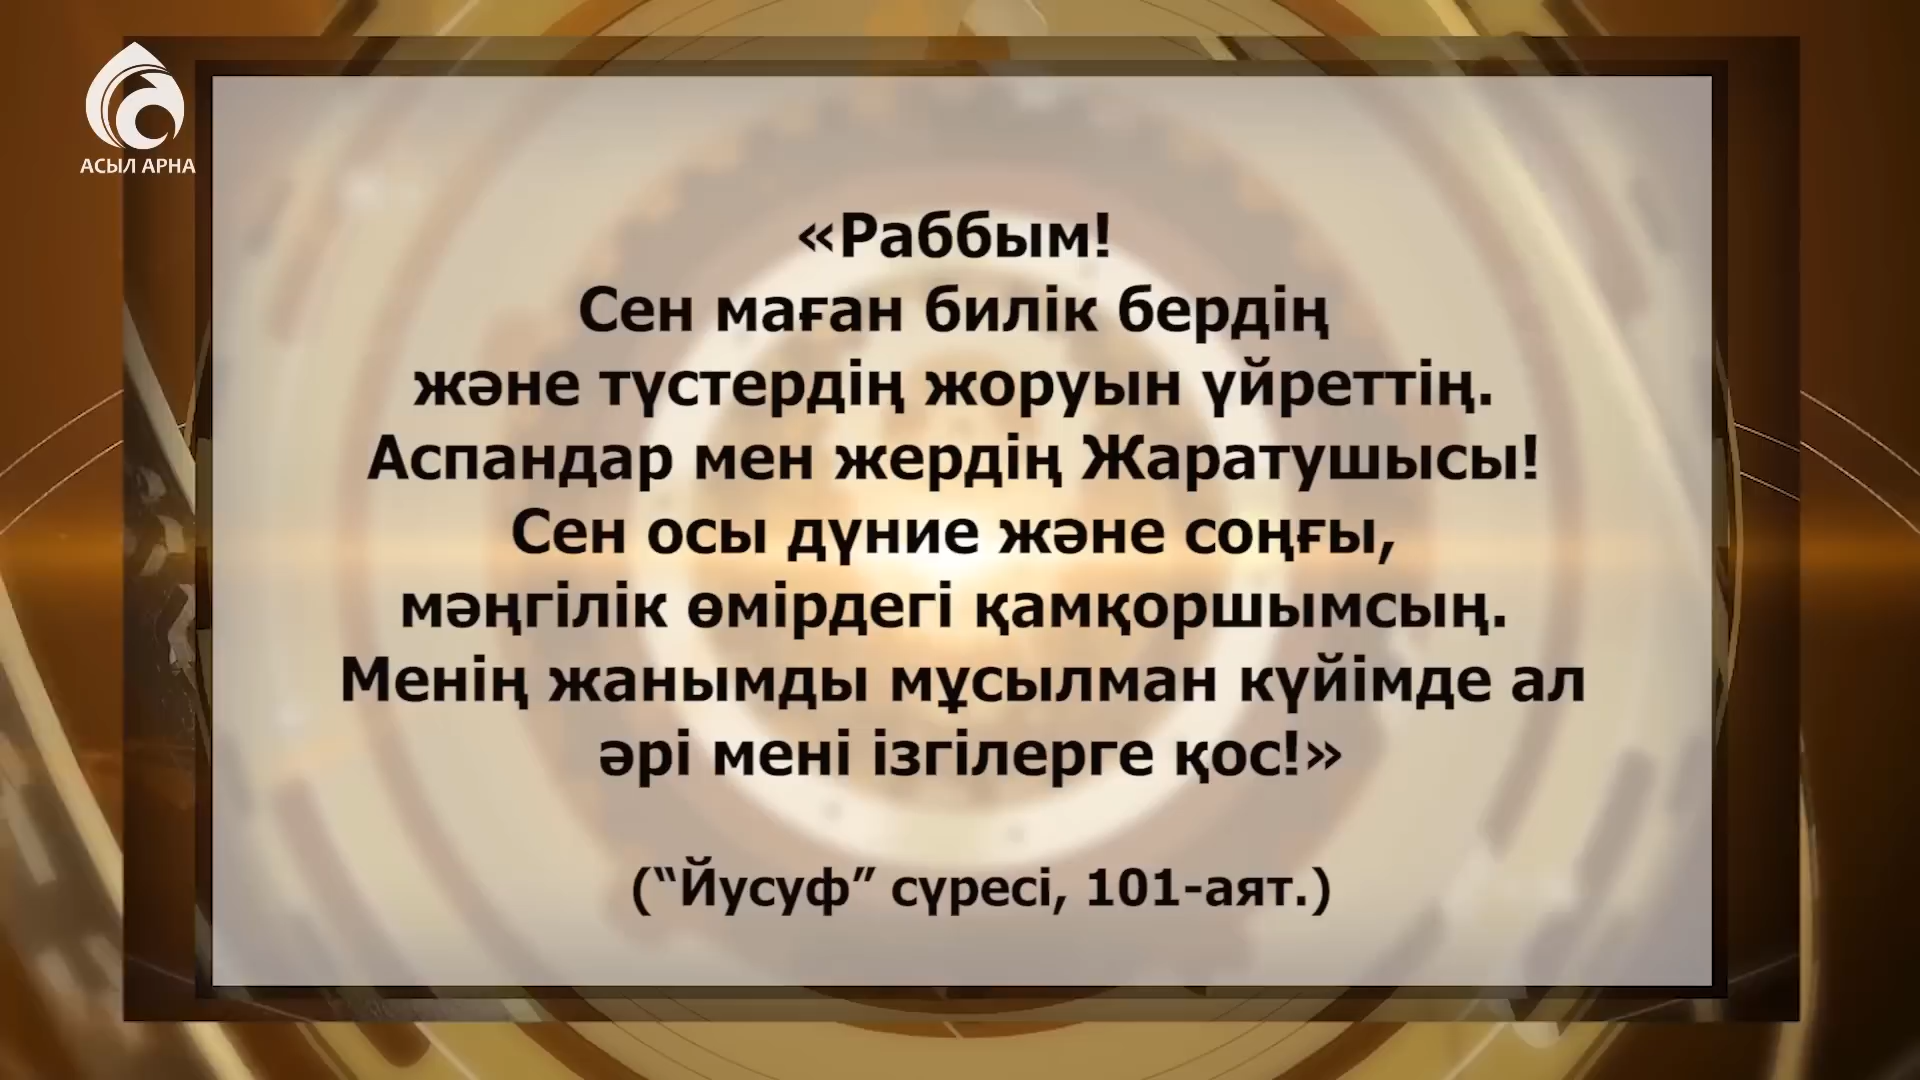 АСЫЛ АРНА
«Раббым!
Сен маған билік бердің
және түстердің жоруын үйреттің.
Аспандар мен жердің Жаратушысы!
Сен осы дүние және соңғы,
мәңгілік өмірдегі қамқоршымсың.
Менің жанымды мұсылман күйімде ал
әрі мені ізгілерге қос!»
(“Йусуф” сүресі, 101-аят.)